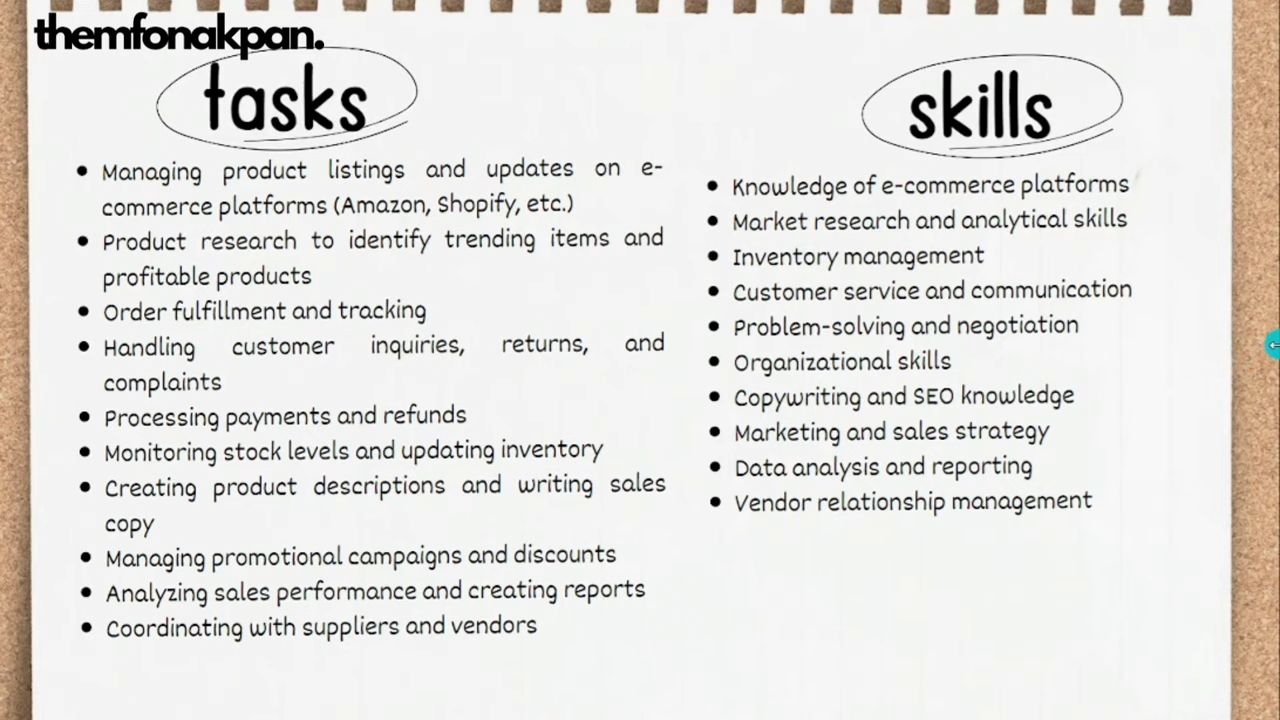 themfonakpan.
tasks
Managing product listings and updates on e-
commerce platforms (Amazon, Shopify, etc.)
Product research to identify trending items and
profitable products
Order fulfillment and tracking
Handling customer inquiries, returns, and
complaints
Processing payments and refunds
Monitoring stock levels and updating inventory
Creating product descriptions and writing sales
copy
Managing promotional campaigns and discounts
Analyzing sales performance and creating reports
Coordinating with suppliers and vendors
skills
Knowledge of e-commerce platforms
Market research and analytical skills
Inventory management
Customer service and communication
Problem-solving and negotiation
Organizational skills
Copywriting and SEO knowledge
Marketing and sales strategy
Data analysis and reporting
Vendor relationship management